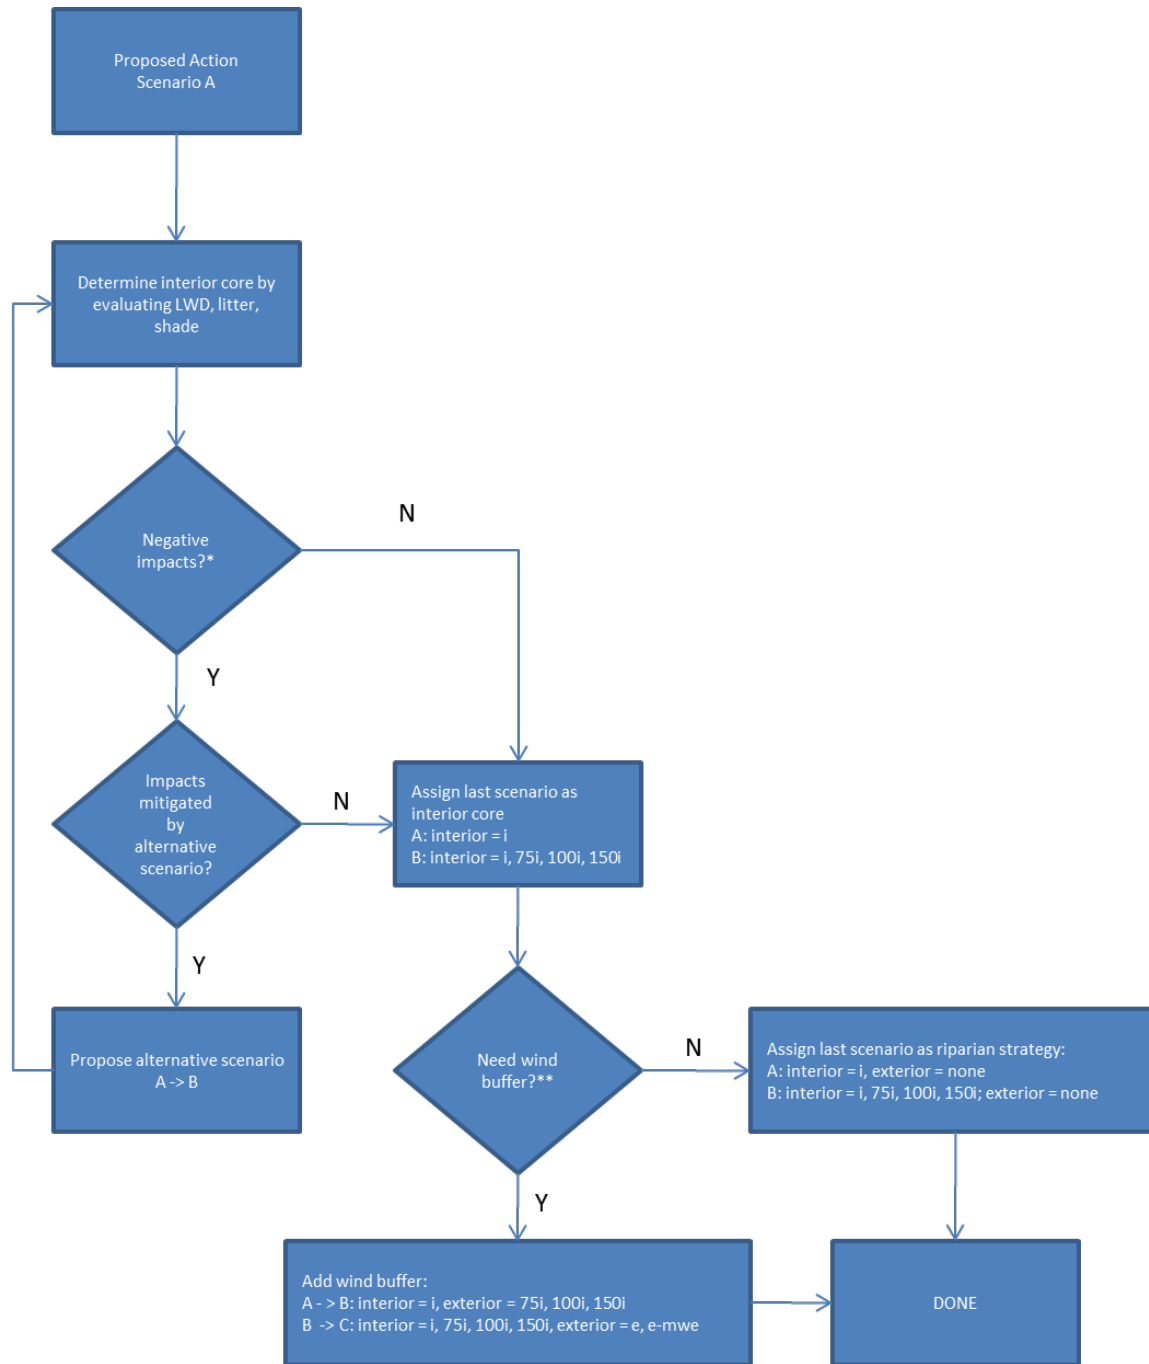 Proposed Action
Scenario A
Determine interior core by
evaluating LWD, litter,
shade
Negative
impacts?*
N
Y
Impacts
mitigated
by
alternative
scenario?
N
Assign last scenario as
interior core
A: interior = i
B: interior = i, 75i, 100i, 150i
Y
Propose alternative scenario
A -> B
Need wind
buffer?**
N
Assign last scenario as riparian strategy:
A: interior = i, exterior = none
B: interior = i, 75i, 100i, 150i; exterior = none
Y
Add wind buffer:
A - > B: interior = i, exterior = 75i, 100i, 150i
B -> C: interior = i, 75i, 100i, 150i, exterior = e, e-mwe
DONE